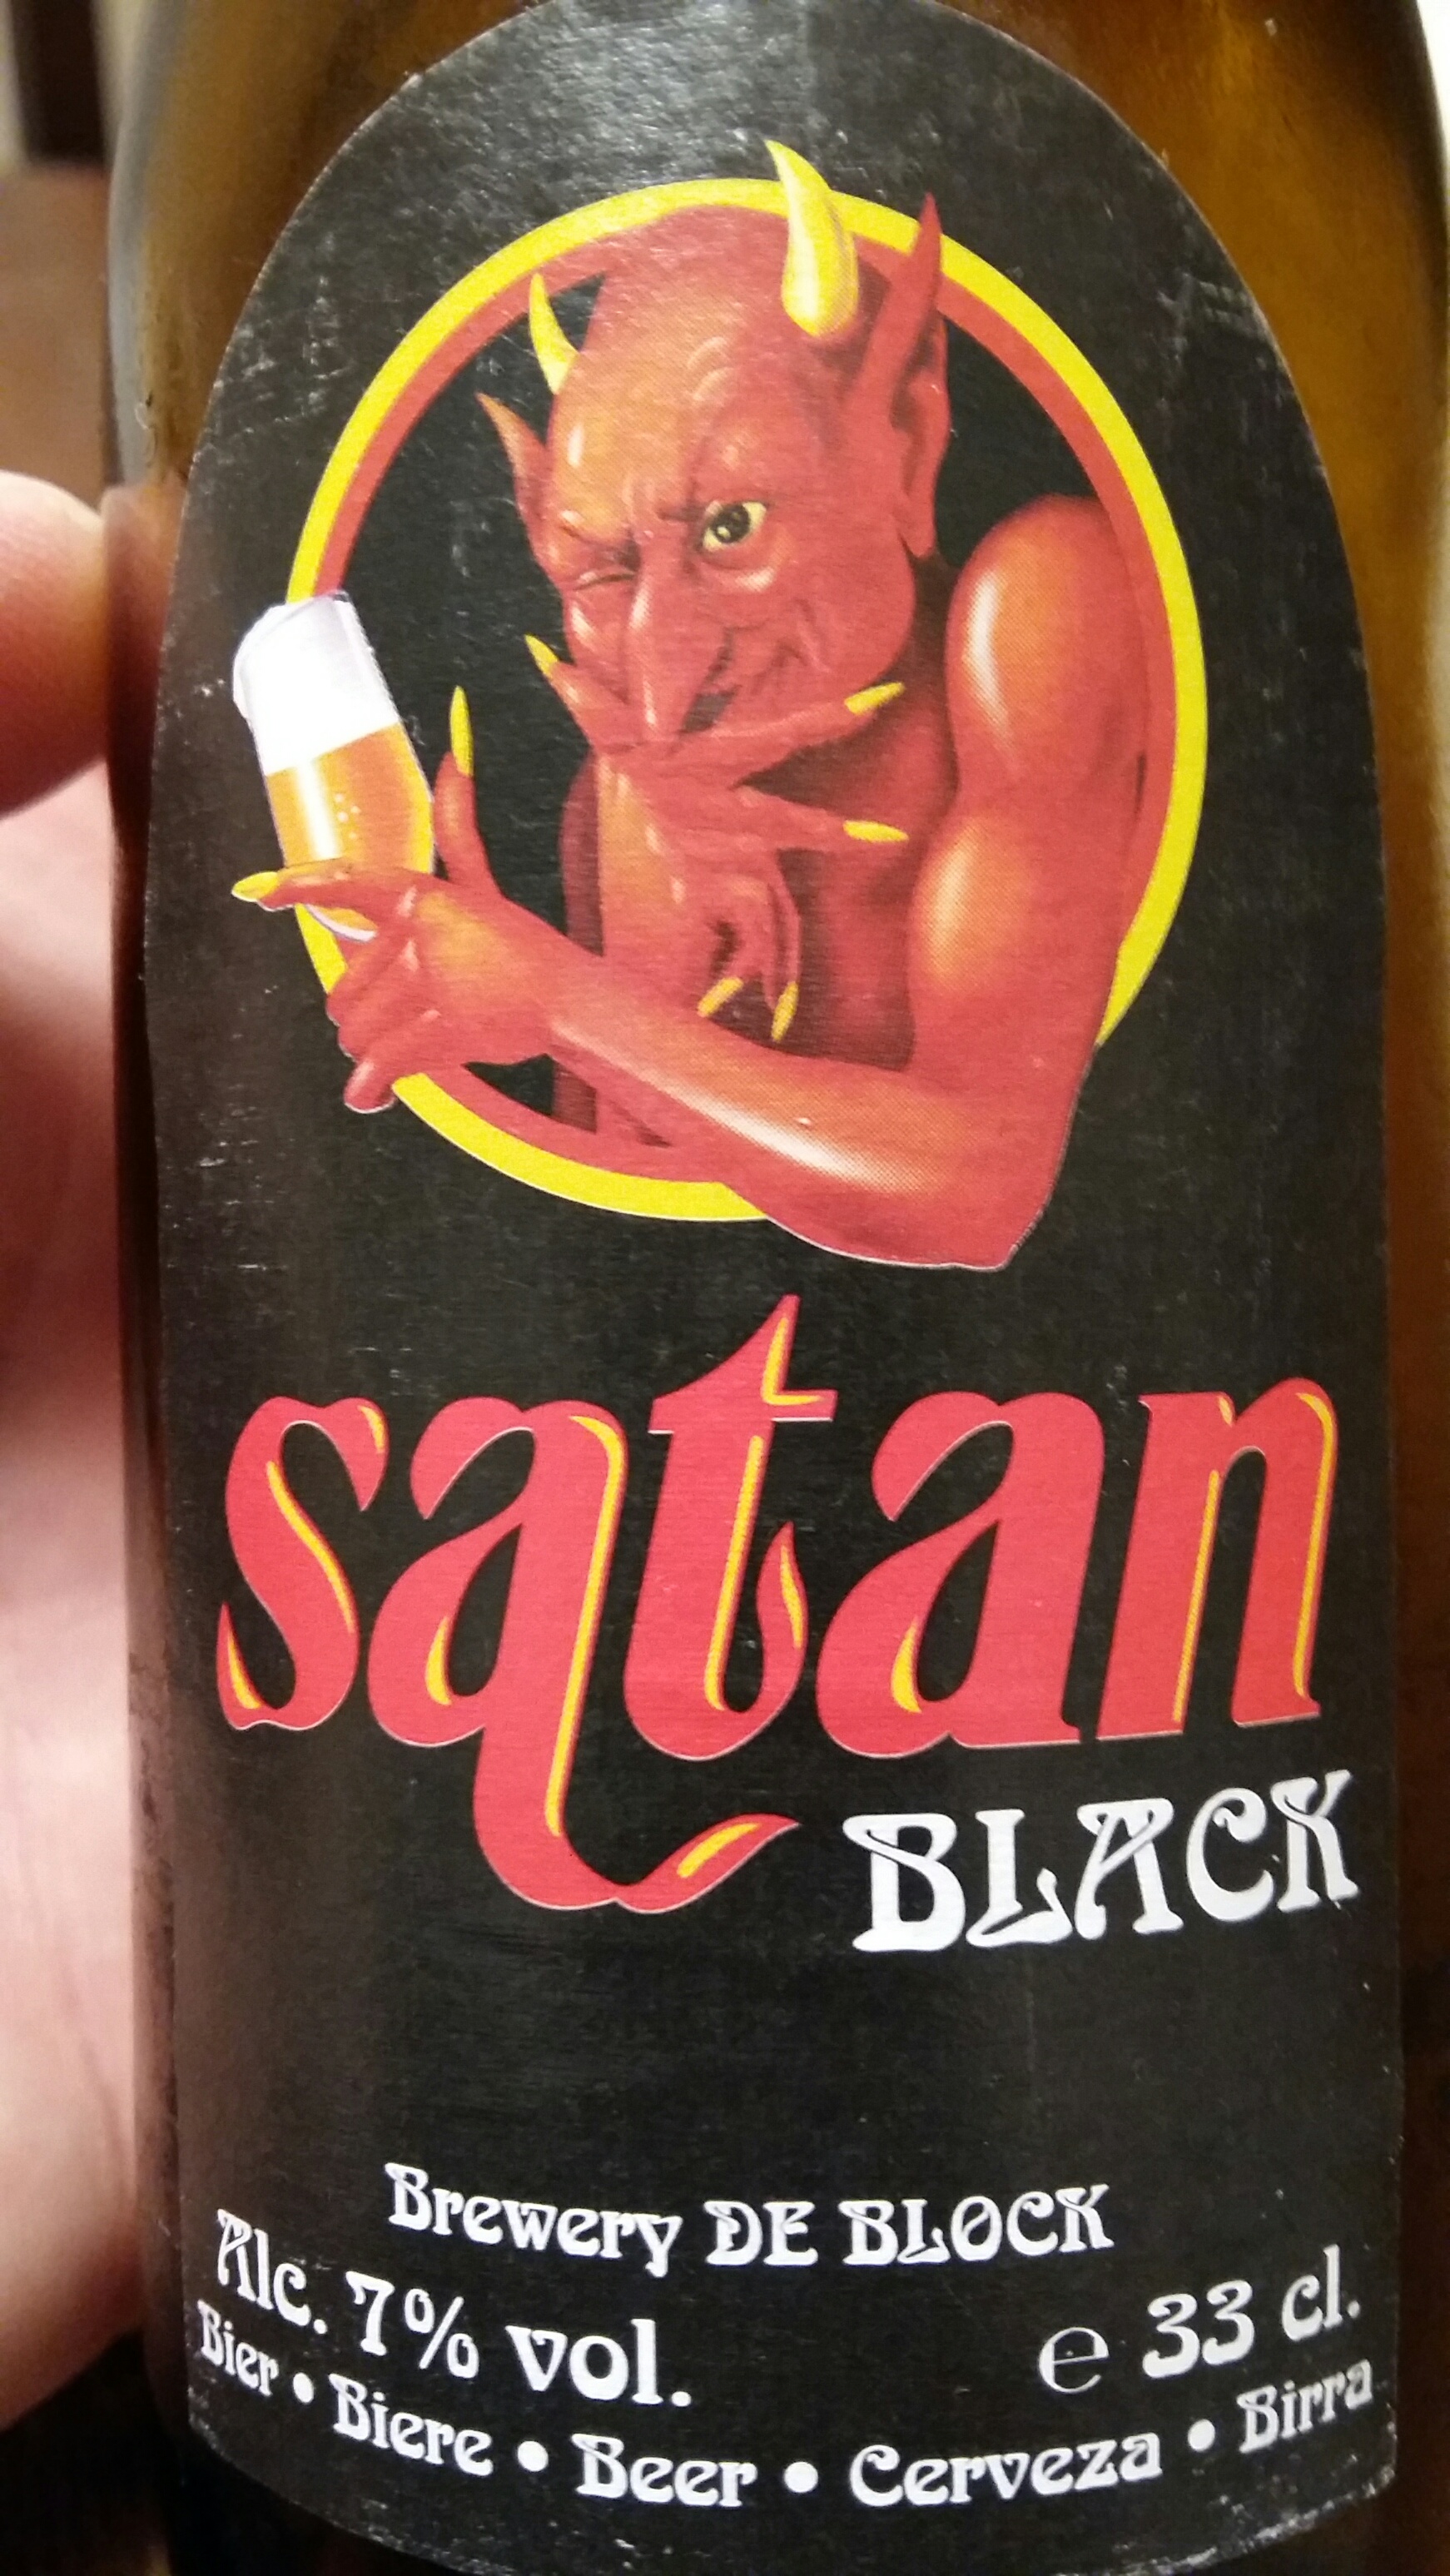 satan
BLACK
Brewery DE BLOCK
Alc. 7% vol.
℮ 33 cl.
Bier • Biere • Beer • Cerveza • Birra